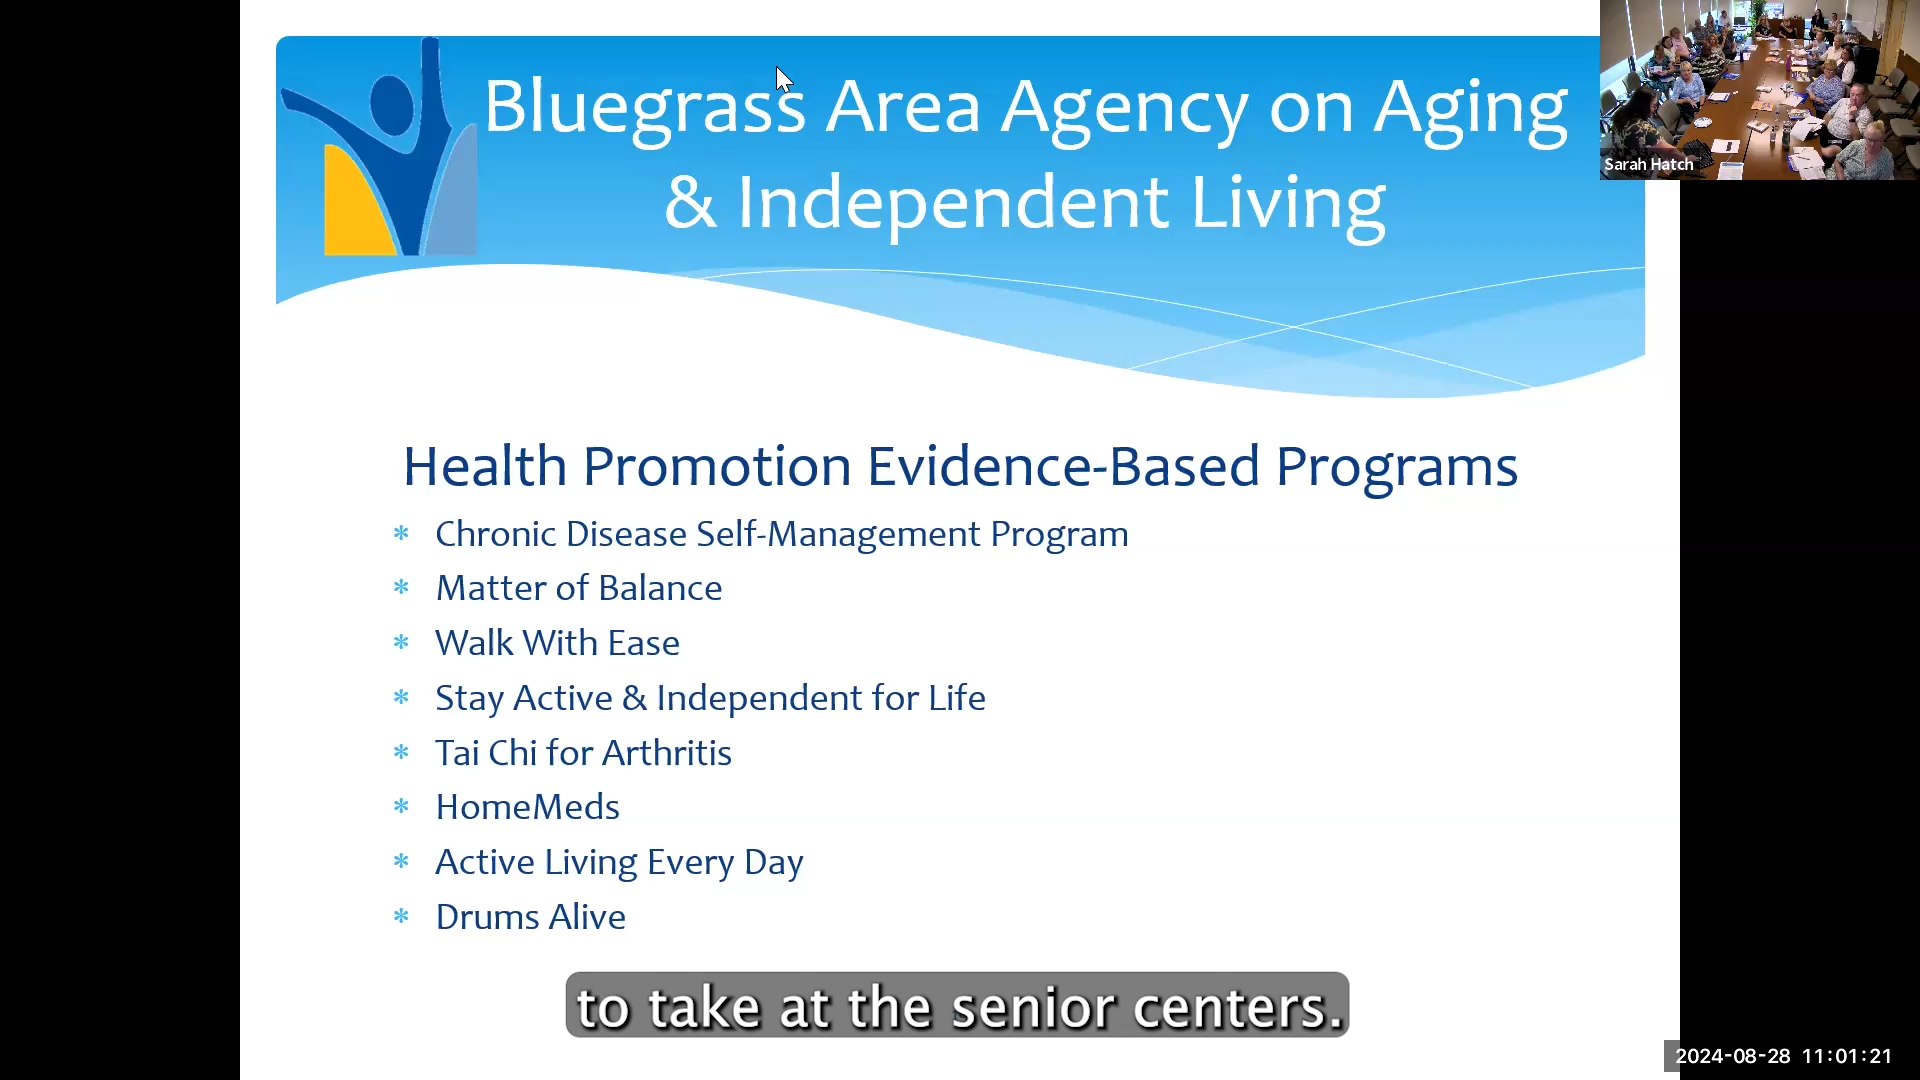 Bluegrass Area Agency on Aging
& Independent Living
Sarah Hatch
Health Promotion Evidence-Based Programs
* Chronic Disease Self-Management Program
* Matter of Balance
* Walk With Ease
* Stay Active & Independent for Life
* Tai Chi for Arthritis
* HomeMeds
* Active Living Every Day
* Drums Alive
to take at the senior centers.
2024-08-28 11:01:21